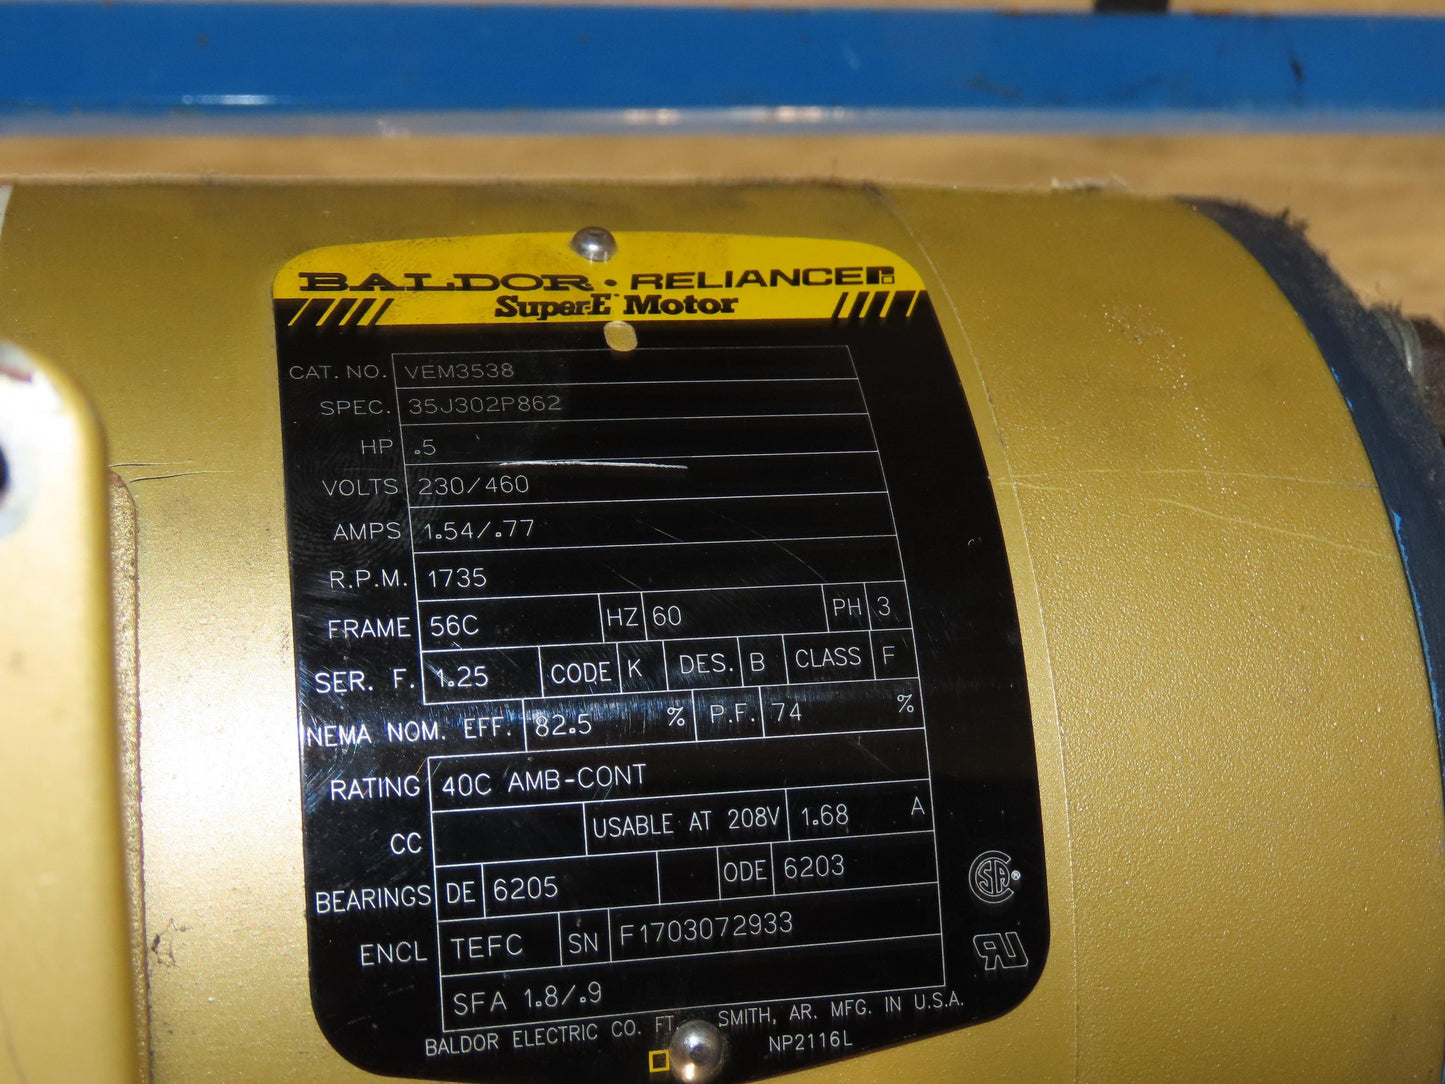 BALDOR • RELIANCE
Super-E Motor
CAT. NO. VEM3538
SPEC. 35J302P862
HP .5
VOLTS 230/460
AMPS 1.54/.77
R.P.M. 1735
FRAME 56C HZ 60 PH 3
SER. F. 1.25 CODE K DES. B CLASS F
NEMA NOM. EFF. 82.5 % P.F. 74 %
RATING 40C AMB-CONT
CC USABLE AT 208V 1.68 A
BEARINGS DE 6205 ODE 6203
ENCL TEFC SN F1703072933
SFA 1.8/.9
BALDOR ELECTRIC CO. FT. SMITH, AR. MFG. IN U.S.A.
NP2116L